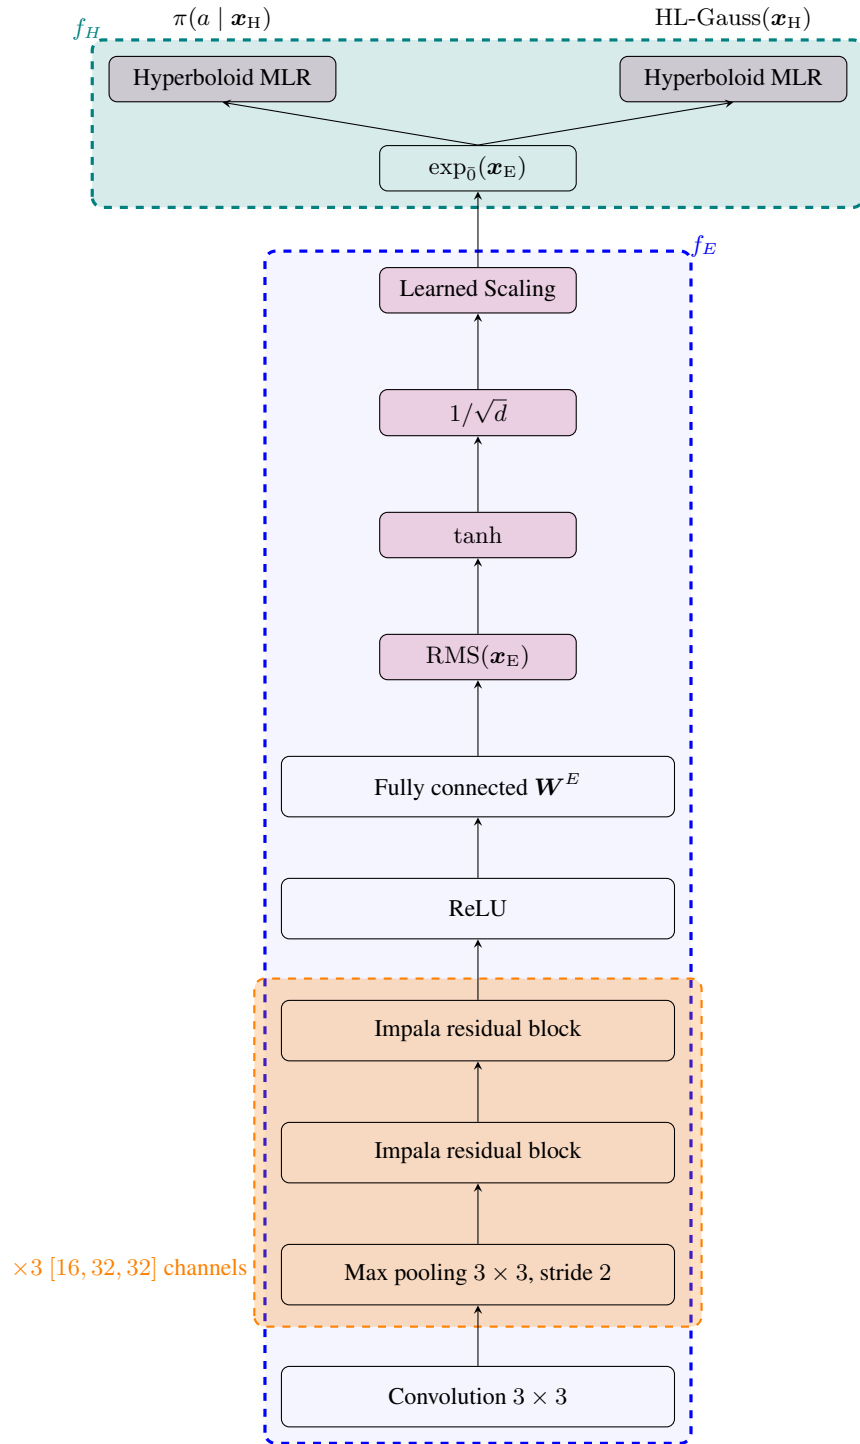 π(a | x_H) HL-Gauss(x_H)
f_H
Hyperboloid MLR Hyperboloid MLR
exp_0̄(x_E)
f_E
Learned Scaling
1/√d
tanh
RMS(x_E)
Fully connected W^E
ReLU
Impala residual block
Impala residual block
×3 [16, 32, 32] channels
Max pooling 3 × 3, stride 2
Convolution 3 × 3